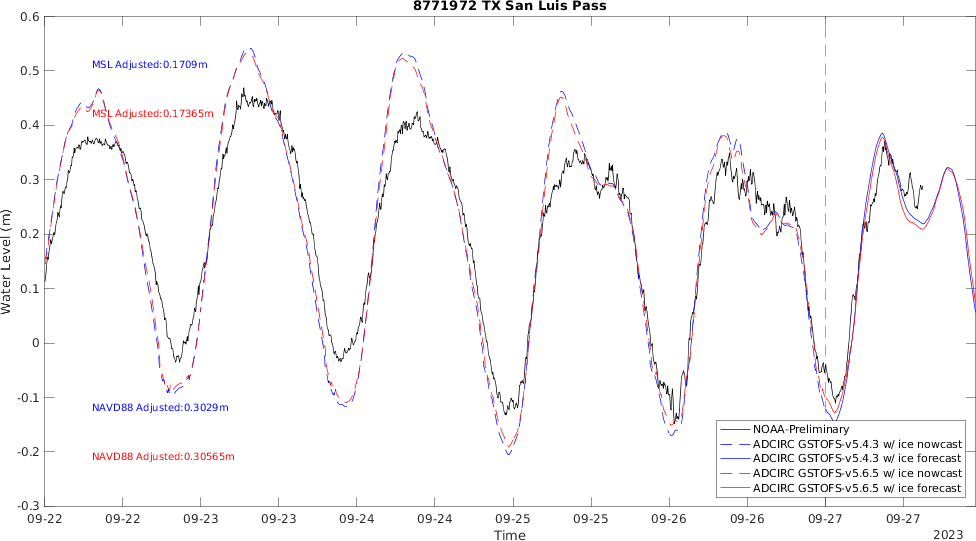 8771972 TX San Luis Pass
0.6
0.5
0.4
0.3
0.2
0.1
0
-0.1
-0.2
-0.3
Water Level (m)
MSL Adjusted:0.1709m
MSL Adjusted:0.17365m
NAVD88 Adjusted:0.3029m
NAVD88 Adjusted:0.30565m
NOAA-Preliminary
ADCIRC GSTOFS-v5.4.3 w/ ice nowcast
ADCIRC GSTOFS-v5.4.3 w/ ice forecast
ADCIRC GSTOFS-v5.6.5 w/ ice nowcast
ADCIRC GSTOFS-v5.6.5 w/ ice forecast
09-22 09-22 09-23 09-23 09-24 09-24 09-25 09-25 09-26 09-26 09-27 09-27
Time
2023